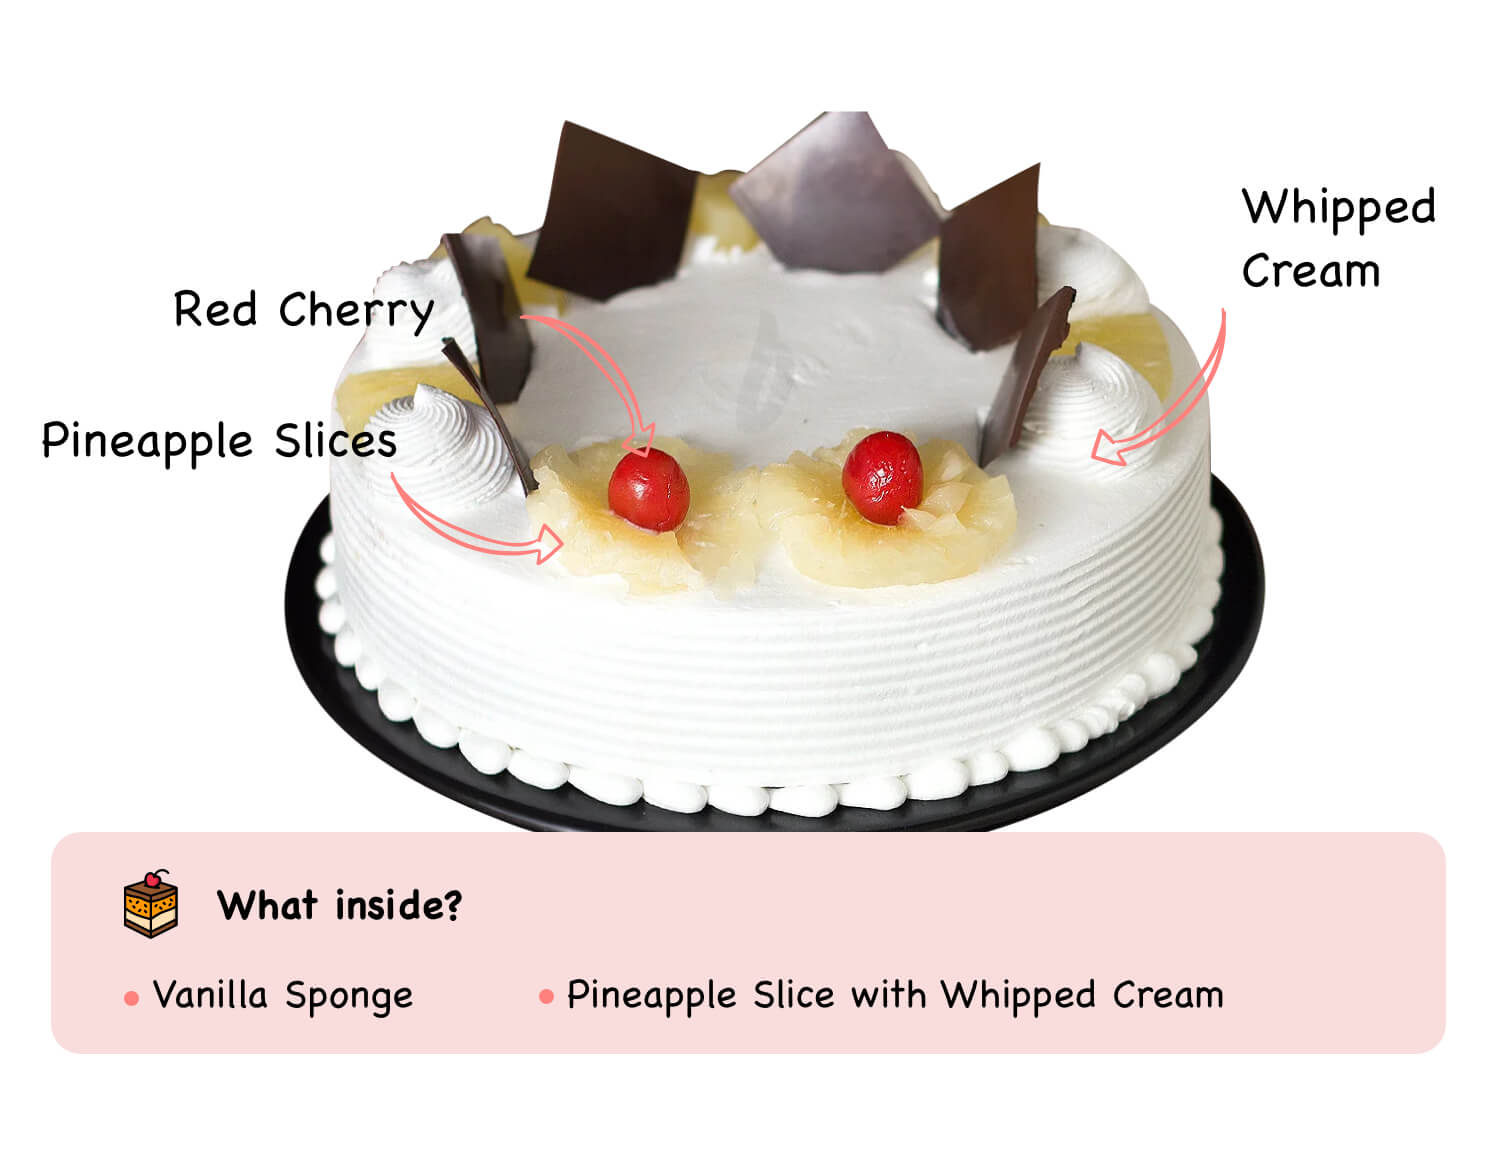 Whipped
Cream
Red Cherry
Pineapple Slices
What inside?
Vanilla Sponge
Pineapple Slice with Whipped Cream